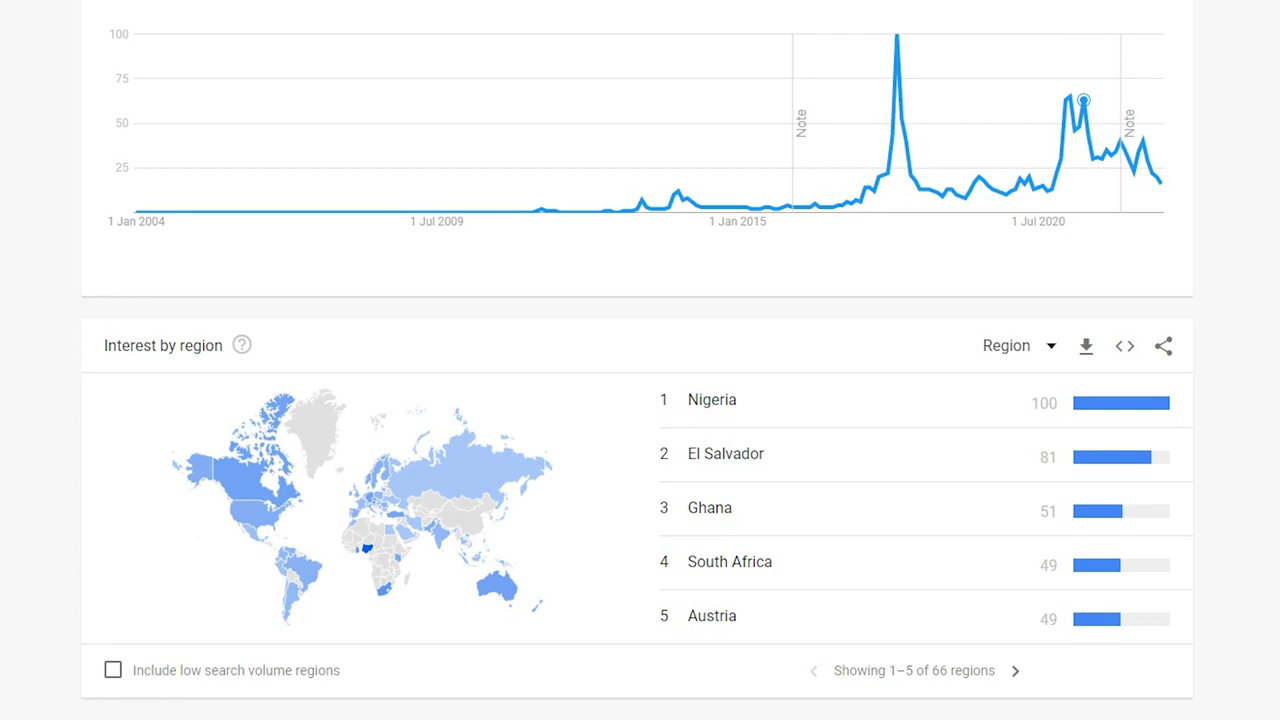 100
75
50
25
Note
Note
1 Jan 2004
1 Jul 2009
1 Jan 2015
1 Jul 2020
Interest by region
Region
1 Nigeria 100
2 El Salvador 81
3 Ghana 51
4 South Africa 49
5 Austria 49
Include low search volume regions
Showing 1–5 of 66 regions